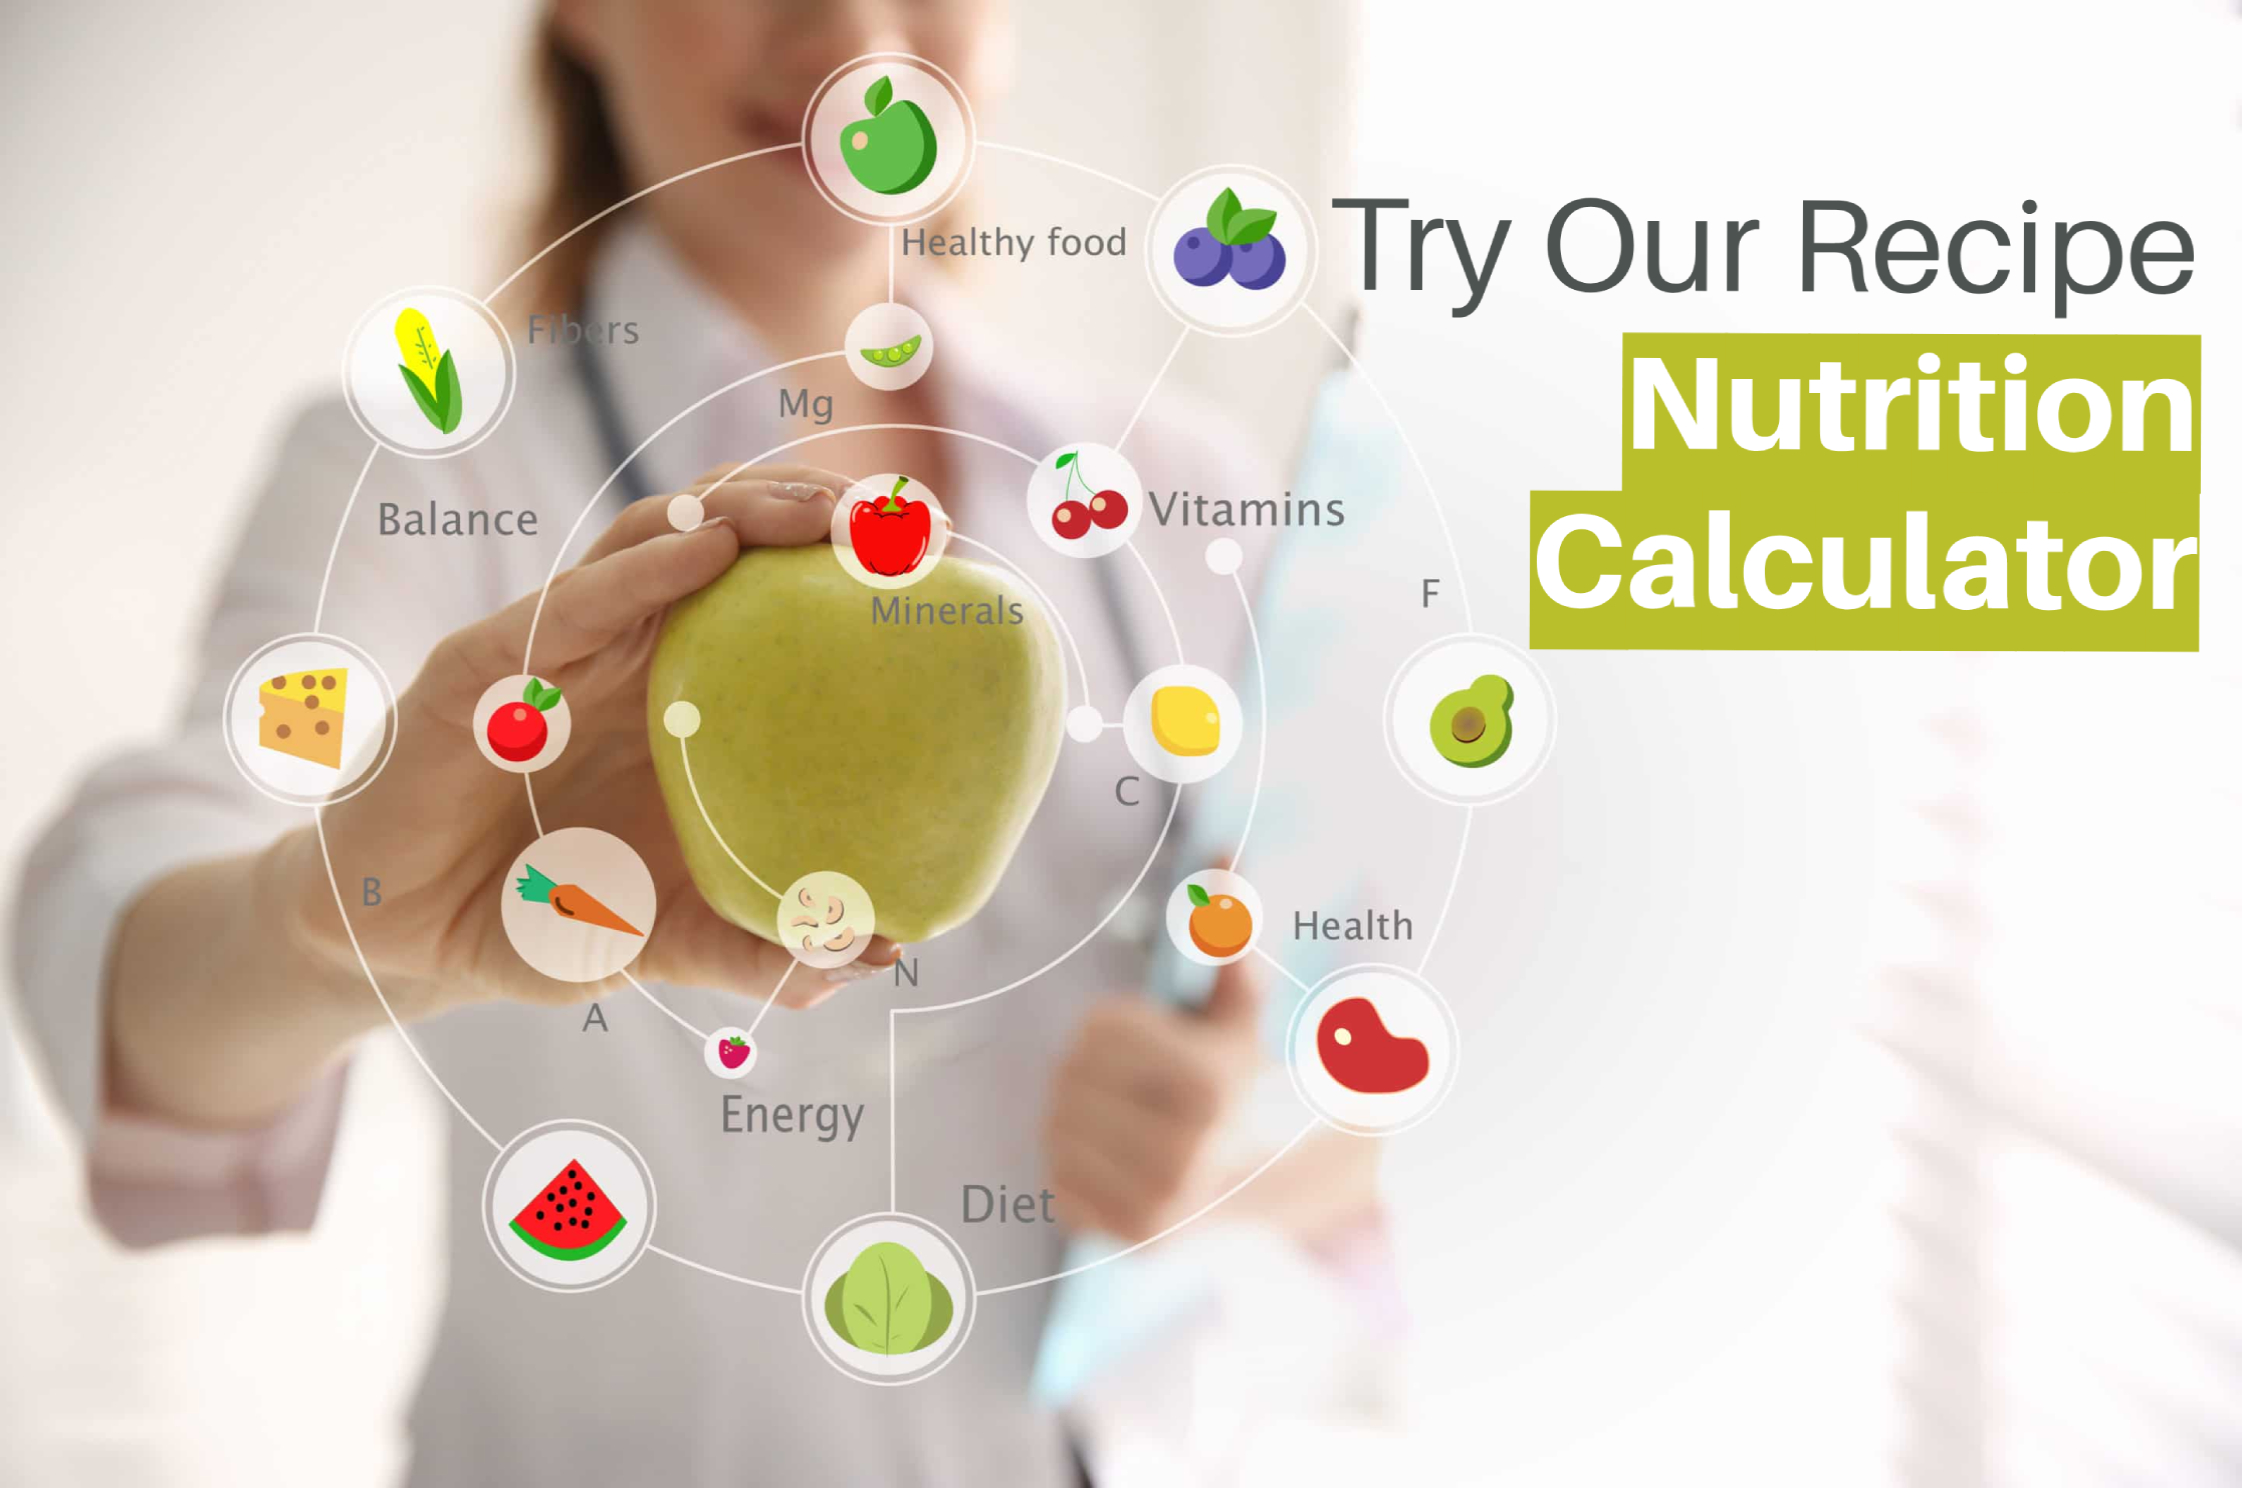 Try Our Recipe
Nutrition
Calculator
Healthy food
Fibers
Mg
Balance
Vitamins
Minerals
F
C
B
Health
N
A
Energy
Diet